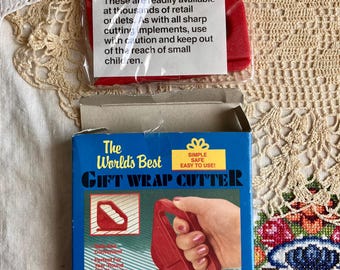 These are readily available
at thousands of retail
outlets. As with all sharp
cutting implements, use
with caution and keep out
of the reach of small
children.
The
World's Best
SIMPLE
SAFE
EASY TO USE!
GIFT WRAP CUTTER